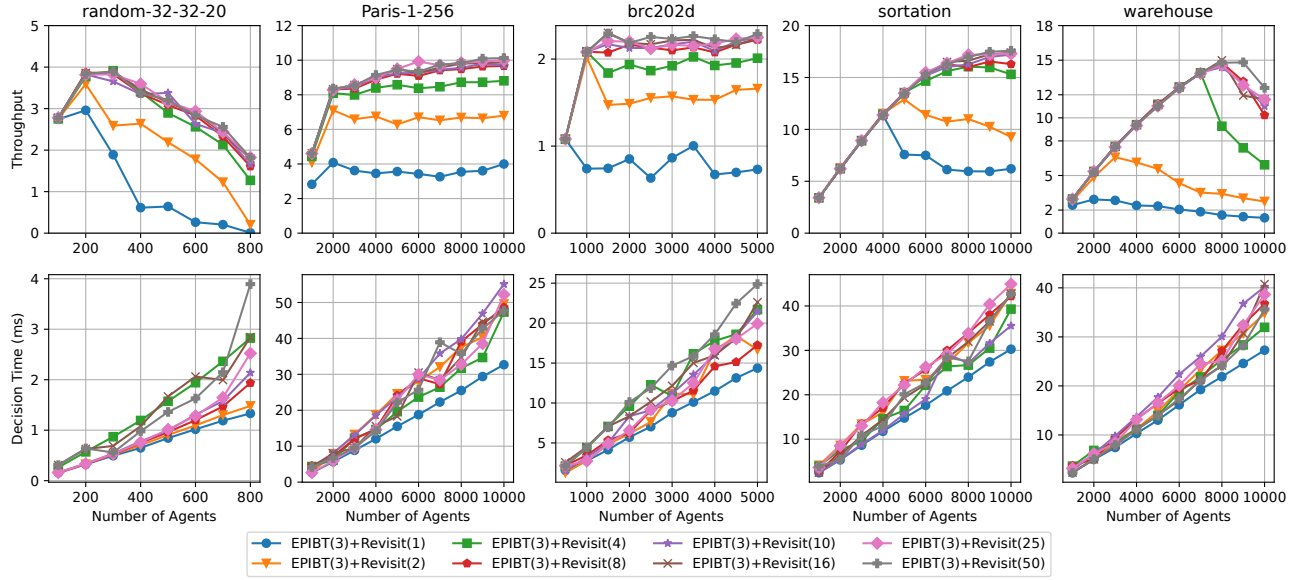 random-32-32-20 Paris-1-256 brc202d sortation warehouse
Throughput
5 4 3 2 1 0
12 10 8 6 4 2 0
2 1 0
20 15 10 5 0
18 15 12 10 8 5 2 0
200 400 600 800
2000 4000 6000 8000 10000
1000 2000 3000 4000 5000
2000 4000 6000 8000 10000
2000 4000 6000 8000 10000
Decision Time (ms)
4 3 2 1 0
50 40 30 20 10 0
25 20 15 10 5 0
40 30 20 10
40 30 20 10
200 400 600 800
2000 4000 6000 8000 10000
1000 2000 3000 4000 5000
2000 4000 6000 8000 10000
2000 4000 6000 8000 10000
Number of Agents Number of Agents Number of Agents Number of Agents Number of Agents
EPIBT(3)+Revisit(1) EPIBT(3)+Revisit(4) EPIBT(3)+Revisit(10) EPIBT(3)+Revisit(25)
EPIBT(3)+Revisit(2) EPIBT(3)+Revisit(8) EPIBT(3)+Revisit(16) EPIBT(3)+Revisit(50)